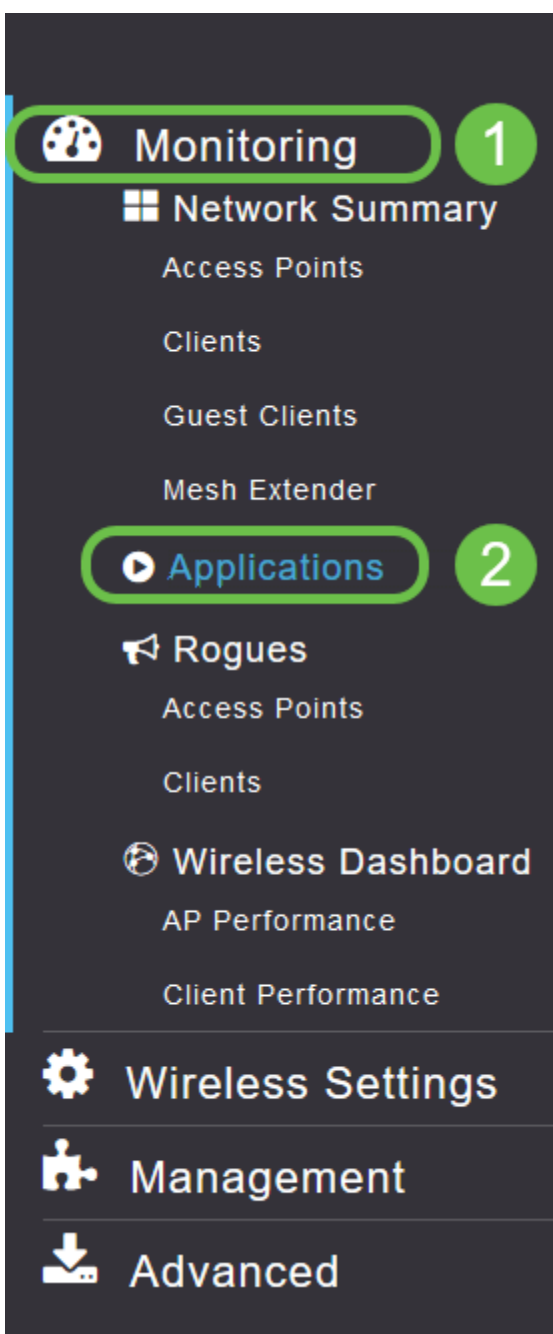 Monitoring 1
Network Summary
Access Points
Clients
Guest Clients
Mesh Extender
Applications 2
Rogues
Access Points
Clients
Wireless Dashboard
AP Performance
Client Performance
Wireless Settings
Management
Advanced